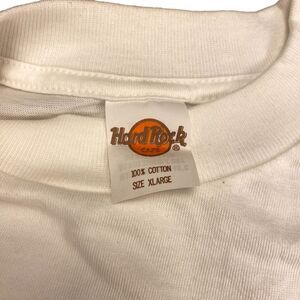 Hard Rock
CAFE
®
100% COTTON
SIZE XLARGE